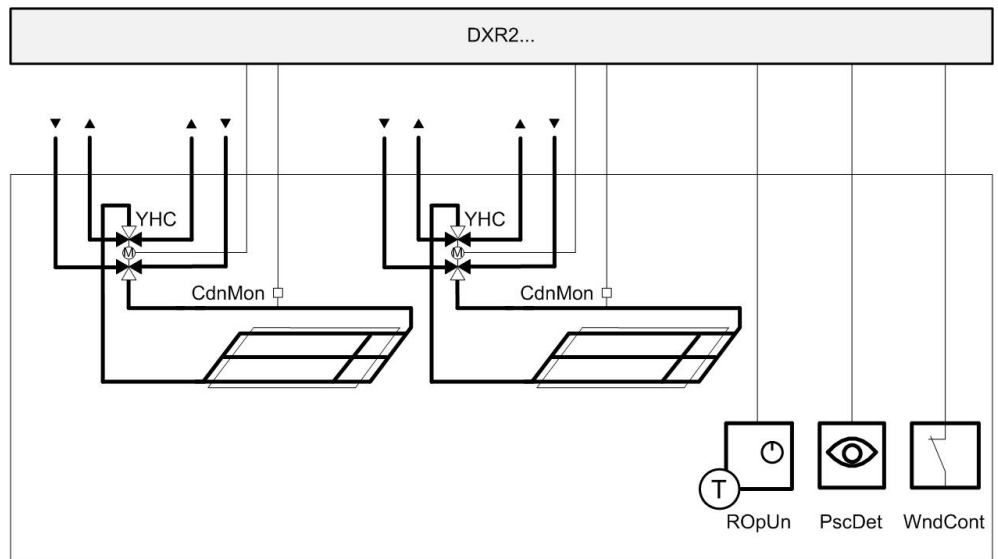 DXR2...
YHC
YHC
M
M
CdnMon
CdnMon
T
ROpUn
PscDet
WndCont